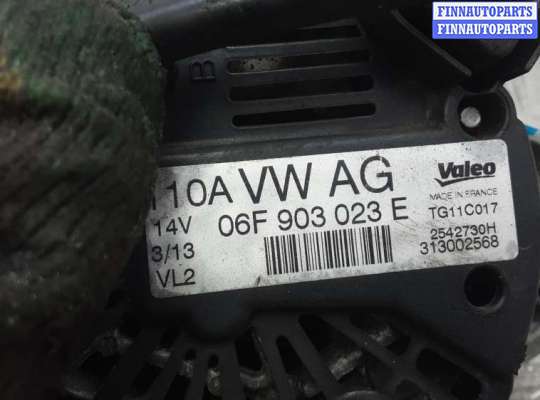 FINNAUTOPARTS
FINNAUTOPARTS
FINNAUTOPARTS
B
110A VW AG
Valeo
MADE IN FRANCE
14V
06F 903 023 E
TG11C017
3/13
2542730H
313002568
VL2